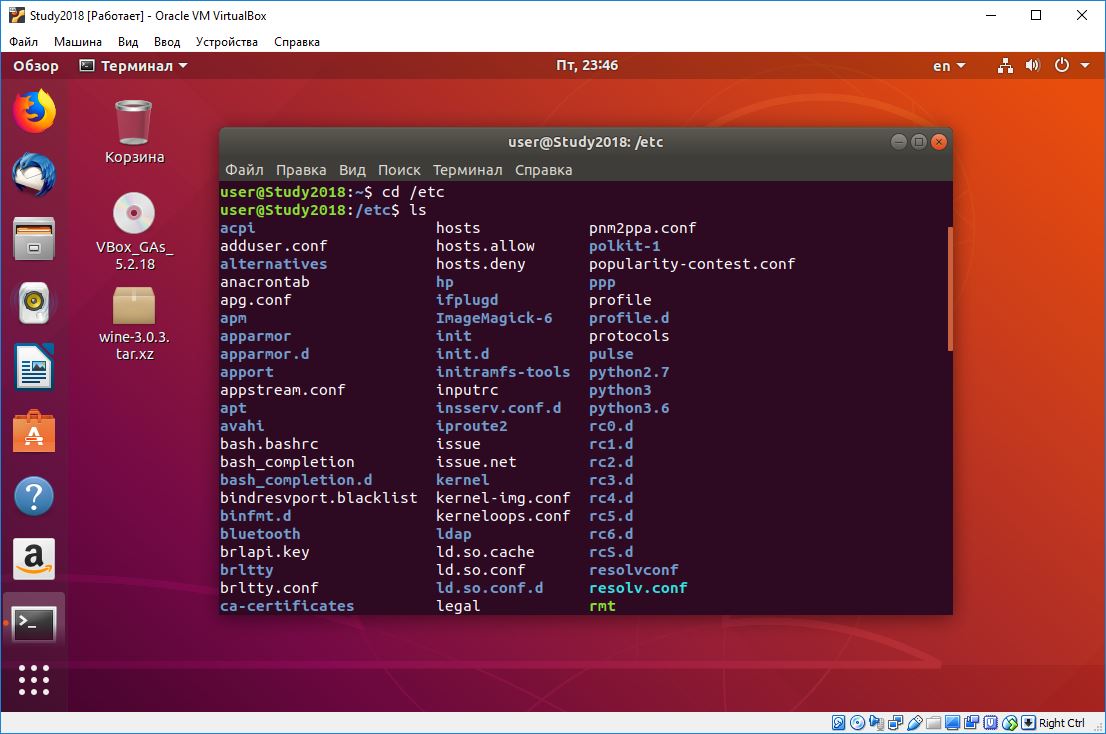 Study2018 [Работает] - Oracle VM VirtualBox
Файл Машина Вид Ввод Устройства Справка
Обзор Терминал Пт, 23:46 en
Корзина
VBox_GAs_
5.2.18
wine-3.0.3.
tar.xz
user@Study2018: /etc
Файл Правка Вид Поиск Терминал Справка
user@Study2018:~$ cd /etc
user@Study2018:/etc$ ls
acpi hosts pnm2ppa.conf
adduser.conf hosts.allow polkit-1
alternatives hosts.deny popularity-contest.conf
anacrontab hp ppp
apg.conf ifplugd profile
apm ImageMagick-6 profile.d
apparmor init protocols
apparmor.d init.d pulse
apport initramfs-tools python2.7
appstream.conf inputrc python3
apt insserv.conf.d python3.6
avahi iproute2 rc0.d
bash.bashrc issue rc1.d
bash_completion issue.net rc2.d
bash_completion.d kernel rc3.d
bindresvport.blacklist kernel-img.conf rc4.d
binfmt.d kerneloops.conf rc5.d
bluetooth ldap rc6.d
brlapi.key ld.so.cache rcS.d
brltty ld.so.conf resolvconf
brltty.conf ld.so.conf.d resolv.conf
ca-certificates legal rmt
Right Ctrl